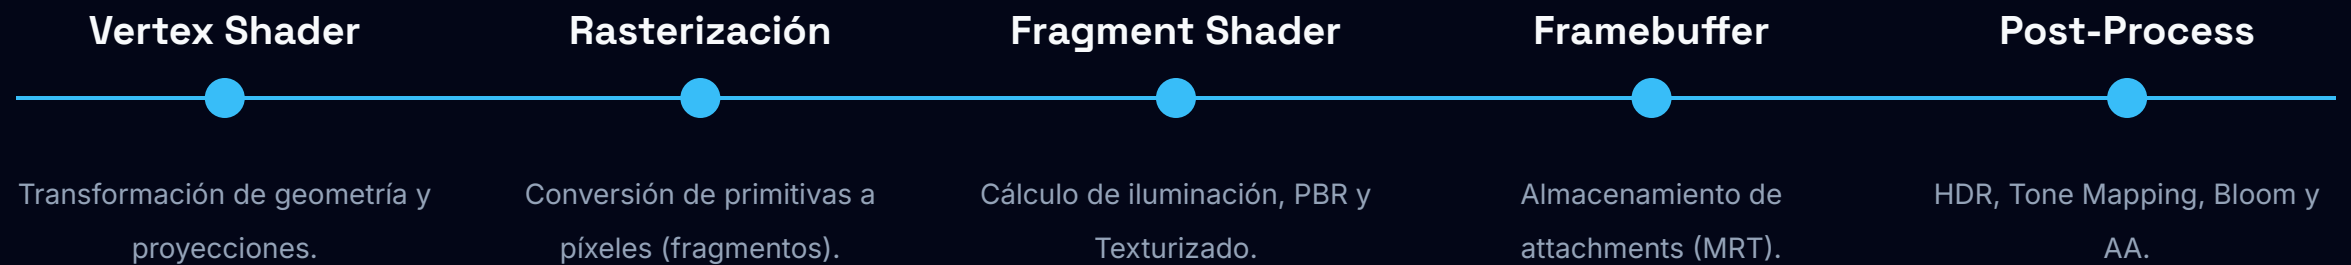 Vertex Shader
Transformación de geometría y
proyecciones.
Rasterización
Conversión de primitivas a
píxeles (fragmentos).
Fragment Shader
Cálculo de iluminación, PBR y
Texturizado.
Framebuffer
Almacenamiento de
attachments (MRT).
Post-Process
HDR, Tone Mapping, Bloom y
AA.